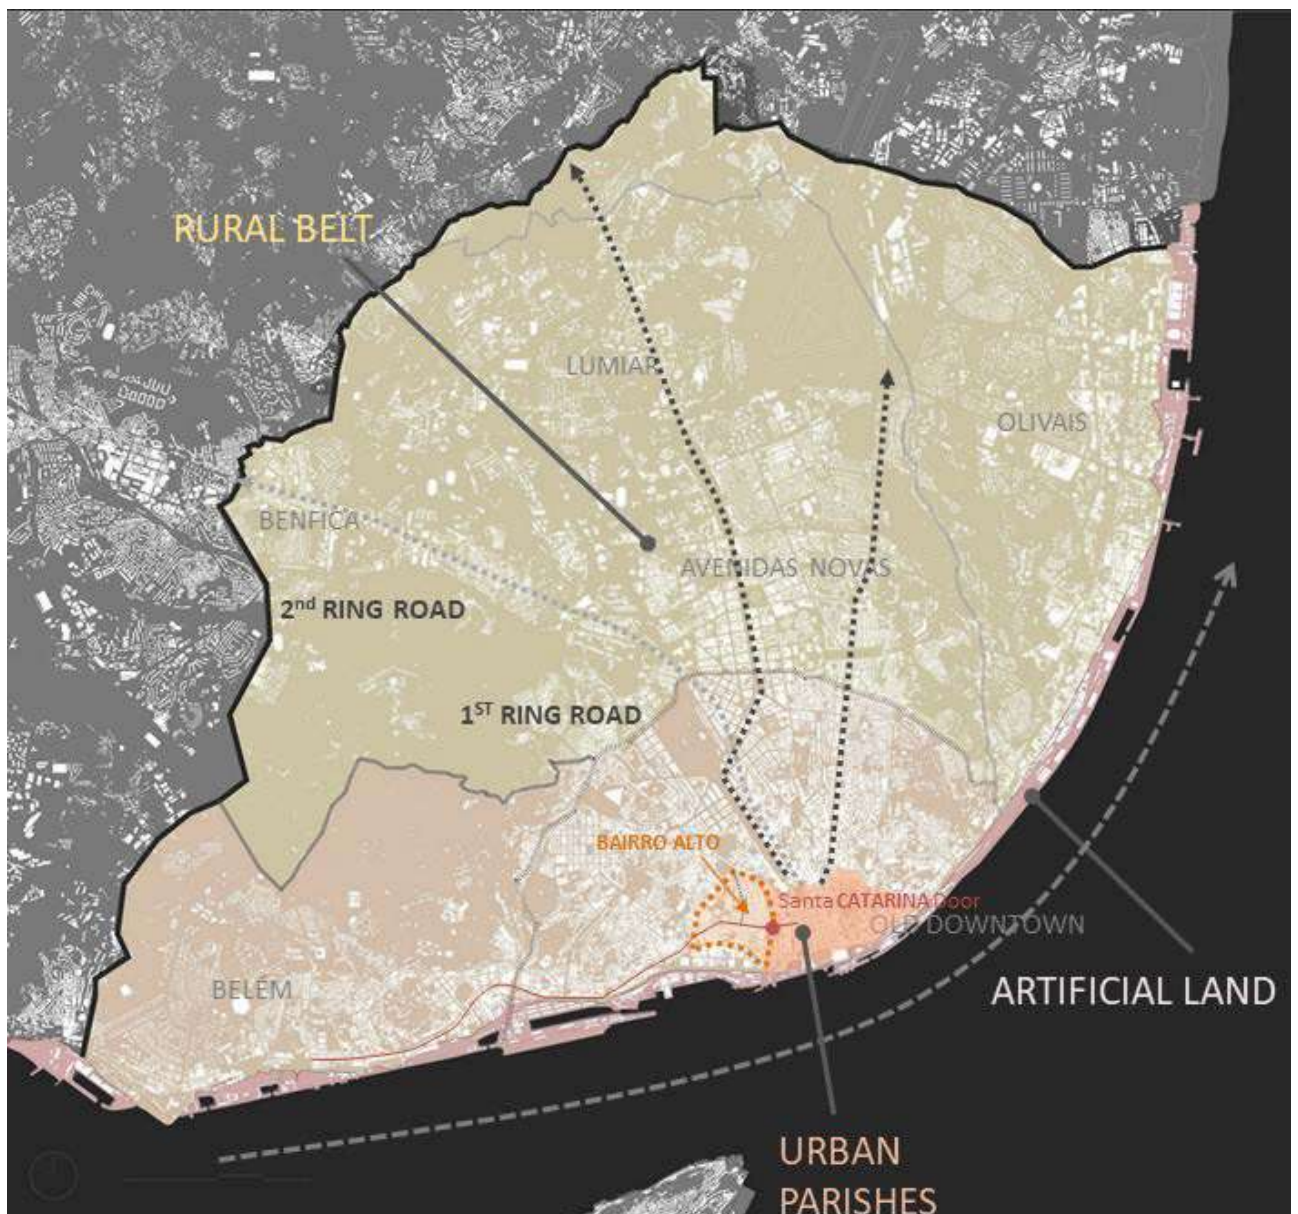 RURAL BELT
LUMIAR
OLIVAIS
BENFICA
AVENIDAS NOVAS
2nd RING ROAD
1ST RING ROAD
BAIRRO ALTO
Santa CATARINA Door
OLD DOWNTOWN
BELÉM
ARTIFICIAL LAND
URBAN
PARISHES